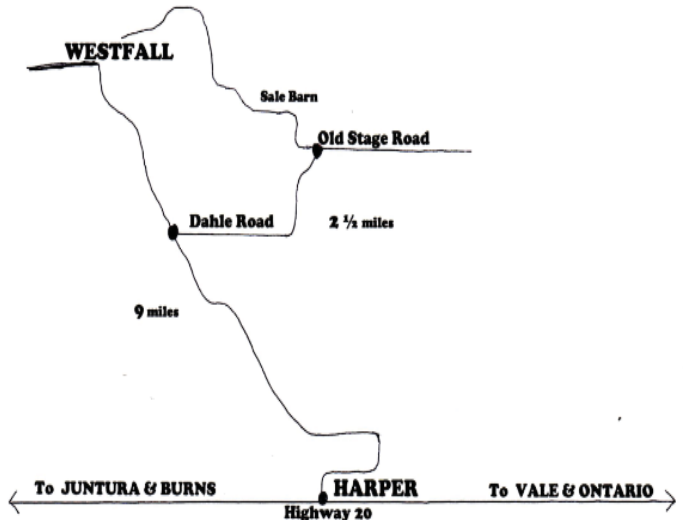 WESTFALL
Sale Barn
Old Stage Road
Dahle Road
2 ½ miles
9 miles
To JUNTURA & BURNS
HARPER
To VALE & ONTARIO
Highway 20